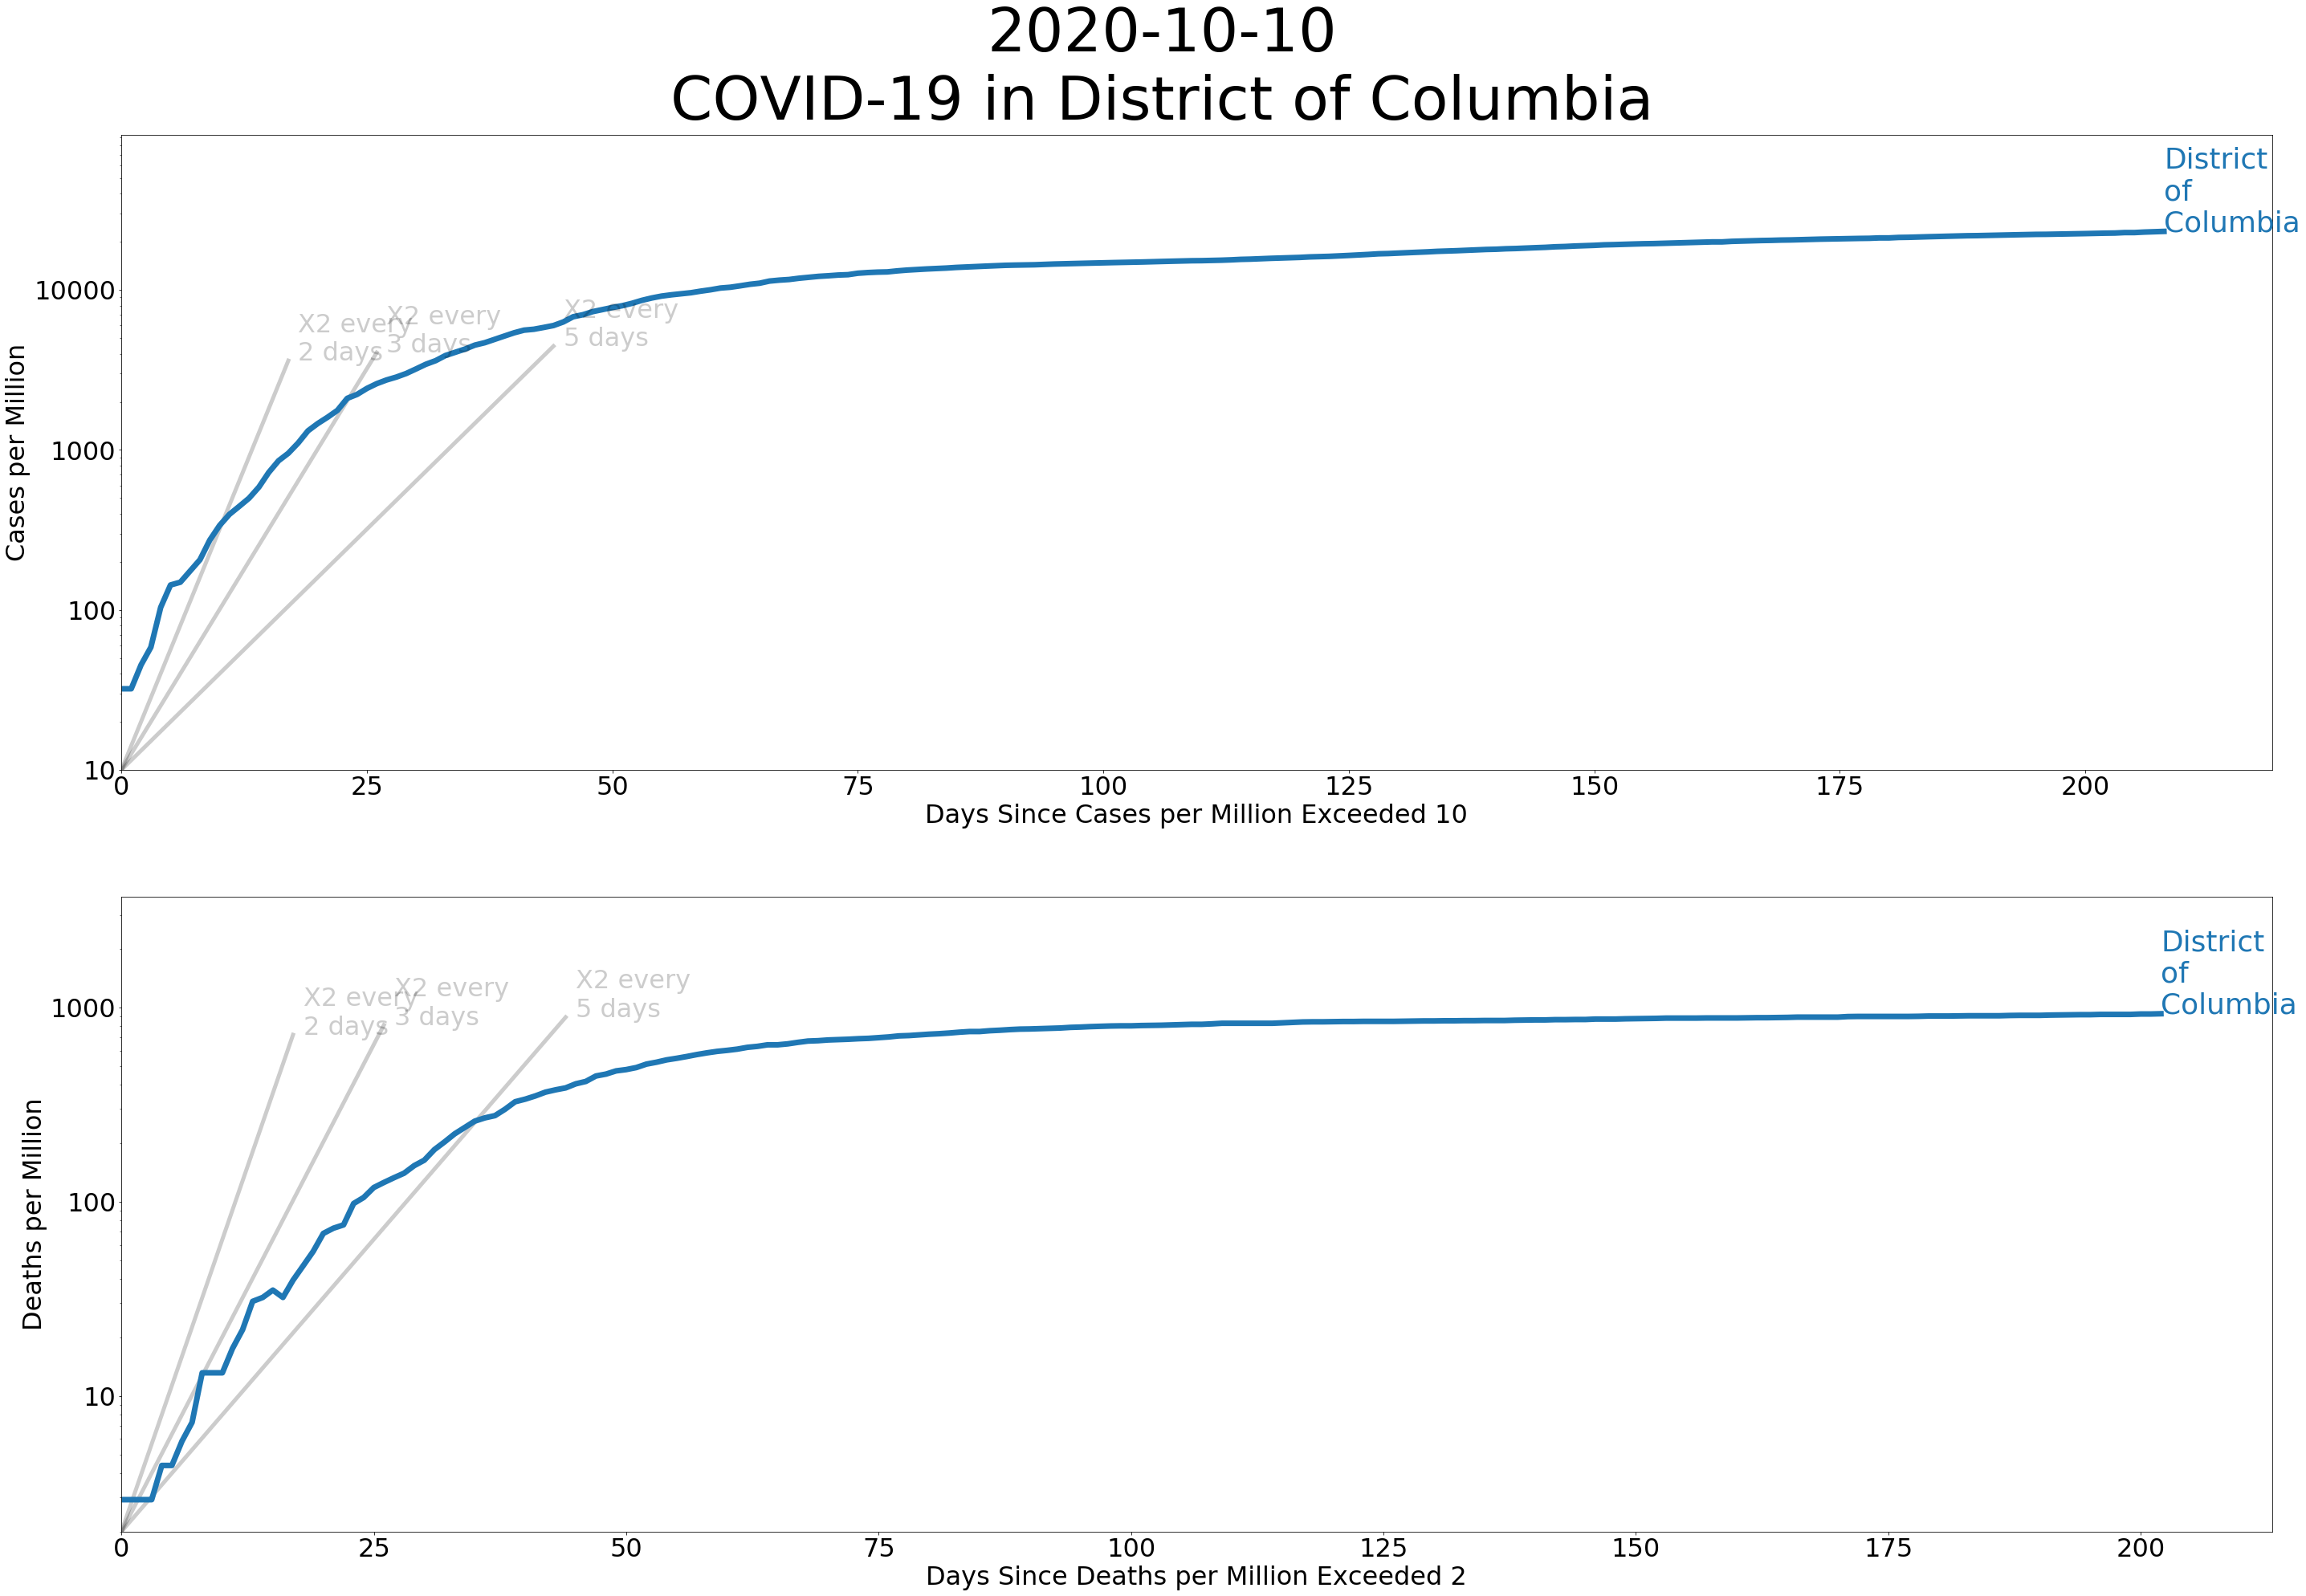 2020-10-10
COVID-19 in District of Columbia
District
of
Columbia
X2 every
2 days
X2 every
3 days
X2 every
5 days
10000
1000
100
10
Cases per Million
0 25 50 75 100 125 150 175 200
Days Since Cases per Million Exceeded 10
District
of
Columbia
X2 every
2 days
X2 every
3 days
X2 every
5 days
1000
100
10
Deaths per Million
0 25 50 75 100 125 150 175 200
Days Since Deaths per Million Exceeded 2